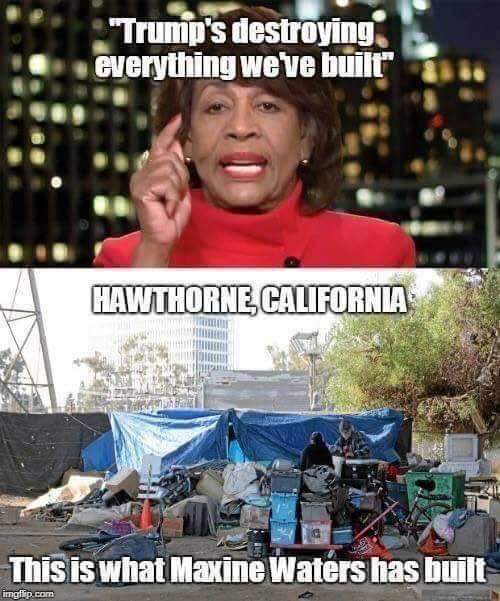 "Trump's destroying
everything we've built"
HAWTHORNE, CALIFORNIA
This is what Maxine Waters has built
imgflip.com